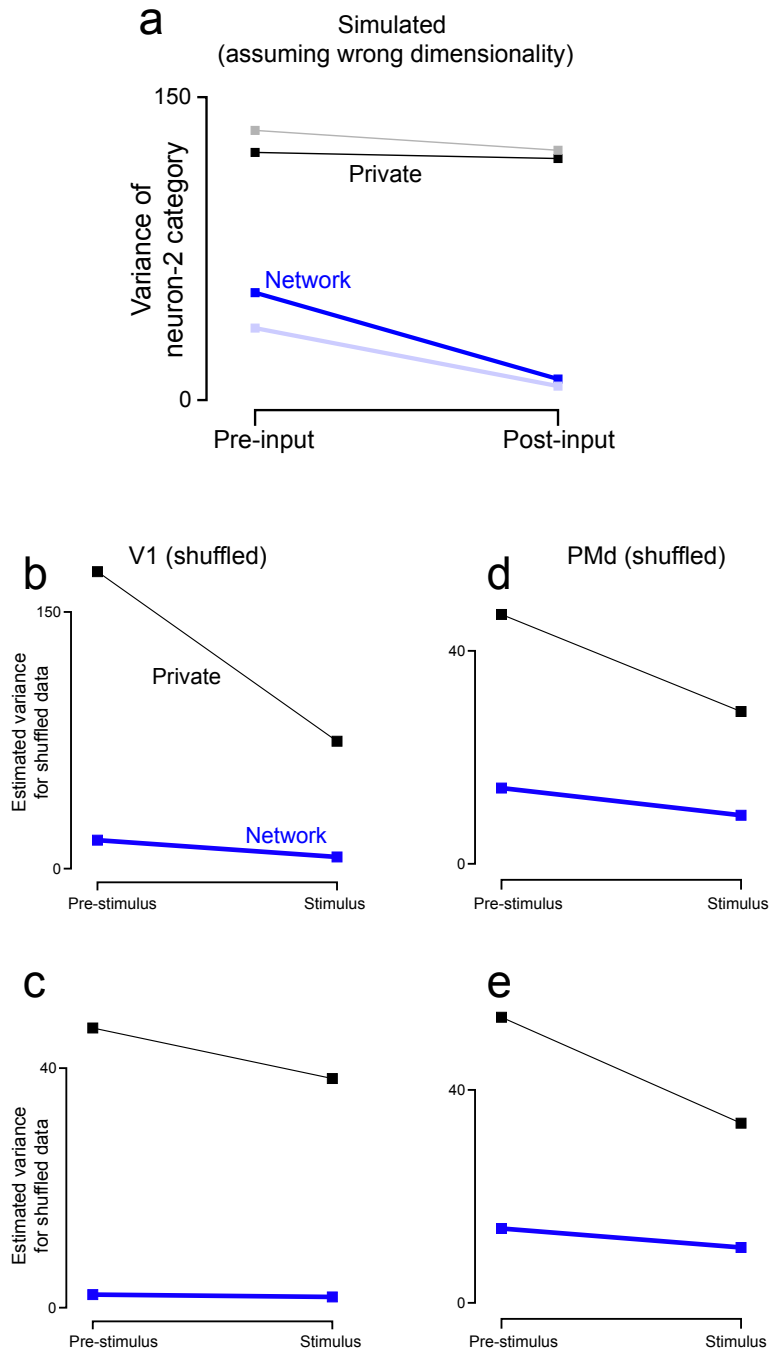 a
Simulated
(assuming wrong dimensionality)
150
0
Variance of
neuron-2 category
Private
Network
Pre-input
Post-input
b
V1 (shuffled)
150
0
Estimated variance
for shuffled data
Private
Network
Pre-stimulus
Stimulus
d
PMd (shuffled)
40
0
Pre-stimulus
Stimulus
c
40
0
Estimated variance
for shuffled data
Pre-stimulus
Stimulus
e
40
0
Pre-stimulus
Stimulus